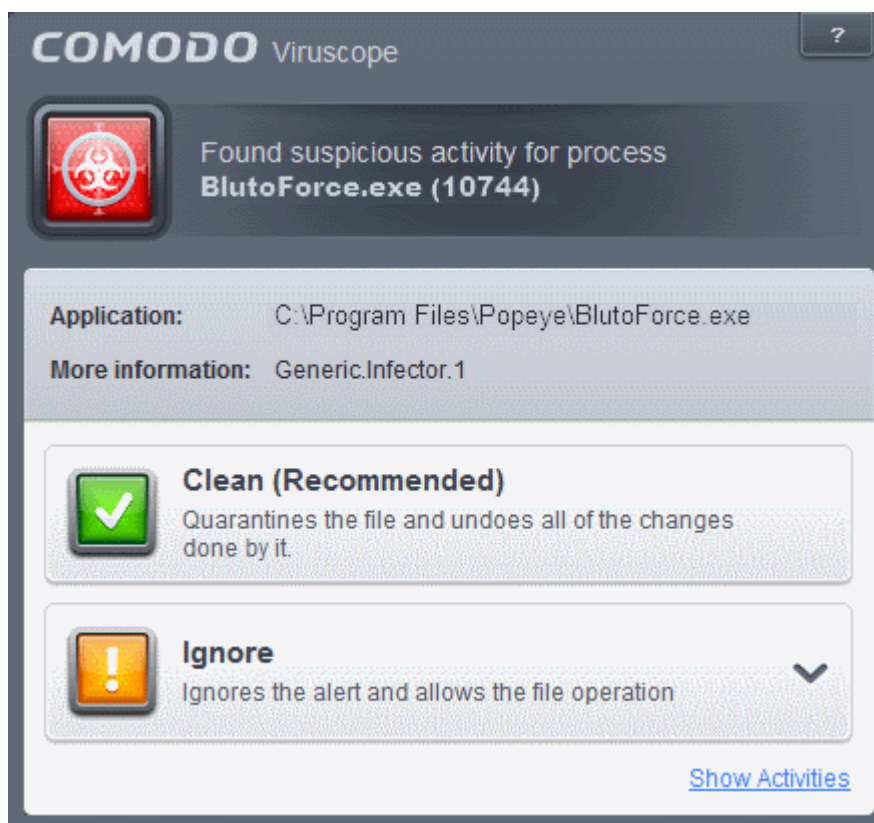 COMODO Viruscope
?
Found suspicious activity for process
BlutoForce.exe (10744)
Application: C:\Program Files\Popeye\BlutoForce.exe
More information: Generic.Infector.1
Clean (Recommended)
Quarantines the file and undoes all of the changes
done by it.
Ignore
Ignores the alert and allows the file operation
Show Activities